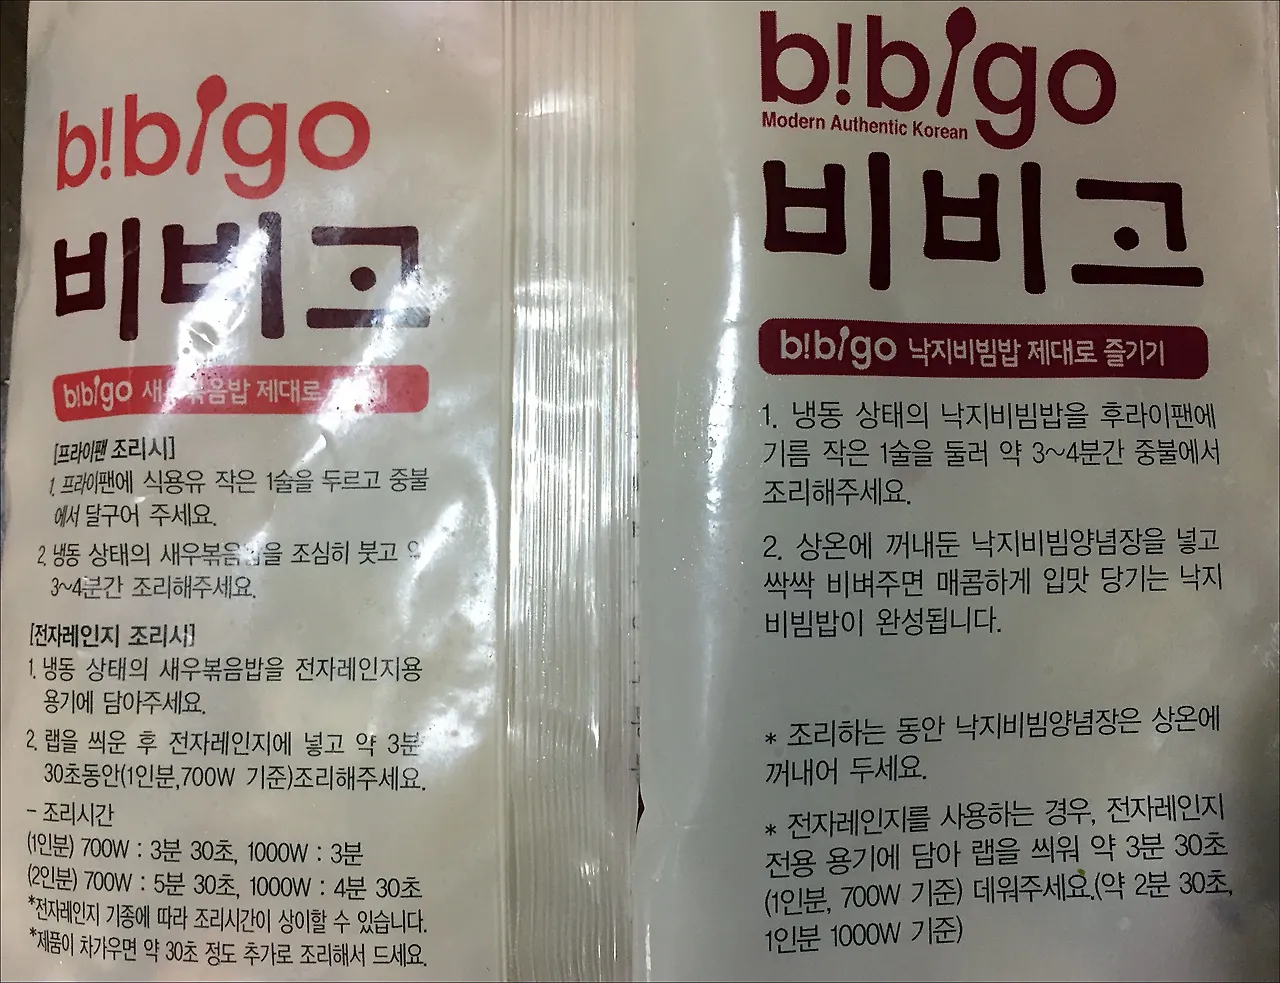 b!bigo
비비고
b!bigo 새우볶음밥 제대로
[프라이팬 조리시]
1. 프라이팬에 식용유 작은 1술을 두르고 중불
에서 달구어 주세요.
2. 냉동 상태의 새우볶음밥을 조심히 붓고
3~4분간 조리해주세요.
[전자레인지 조리시]
1. 냉동 상태의 새우볶음밥을 전자레인지용
용기에 담아주세요.
2. 랩을 씌운 후 전자레인지에 넣고 약 3분
30초동안(1인분,700W 기준)조리해주세요.
- 조리시간
(1인분) 700W : 3분 30초, 1000W : 3분
(2인분) 700W : 5분 30초, 1000W : 4분 30초
*전자레인지 기종에 따라 조리시간이 상이할 수 있습니다.
*제품이 차가우면 약 30초 정도 추가로 조리해서 드세요.
b!bigo
Modern Authentic Korean
비비고
b!bigo 낙지비빔밥 제대로 즐기기
1. 냉동 상태의 낙지비빔밥을 후라이팬에
기름 작은 1술을 둘러 약 3~4분간 중불에서
조리해주세요.
2. 상온에 꺼내둔 낙지비빔양념장을 넣고
싹싹 비벼주면 매콤하게 입맛 당기는 낙지
비빔밥이 완성됩니다.
* 조리하는 동안 낙지비빔양념장은 상온에
꺼내어 두세요.
* 전자레인지를 사용하는 경우, 전자레인지
전용 용기에 담아 랩을 씌워 약 3분 30초
(1인분, 700W 기준) 데워주세요.(약 2분 30초,
1인분 1000W 기준)